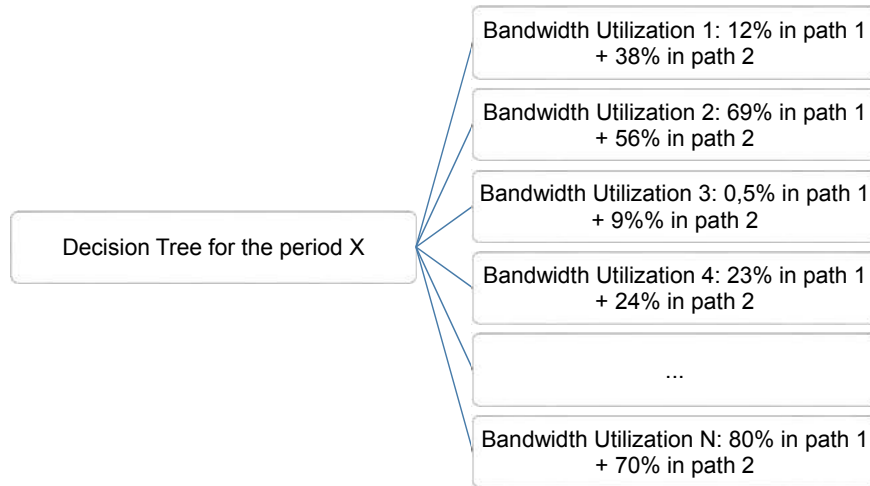 Bandwidth Utilization 1: 12% in path 1
+ 38% in path 2
Bandwidth Utilization 2: 69% in path 1
+ 56% in path 2
Bandwidth Utilization 3: 0,5% in path 1
+ 9%% in path 2
Decision Tree for the period X
Bandwidth Utilization 4: 23% in path 1
+ 24% in path 2
...
Bandwidth Utilization N: 80% in path 1
+ 70% in path 2